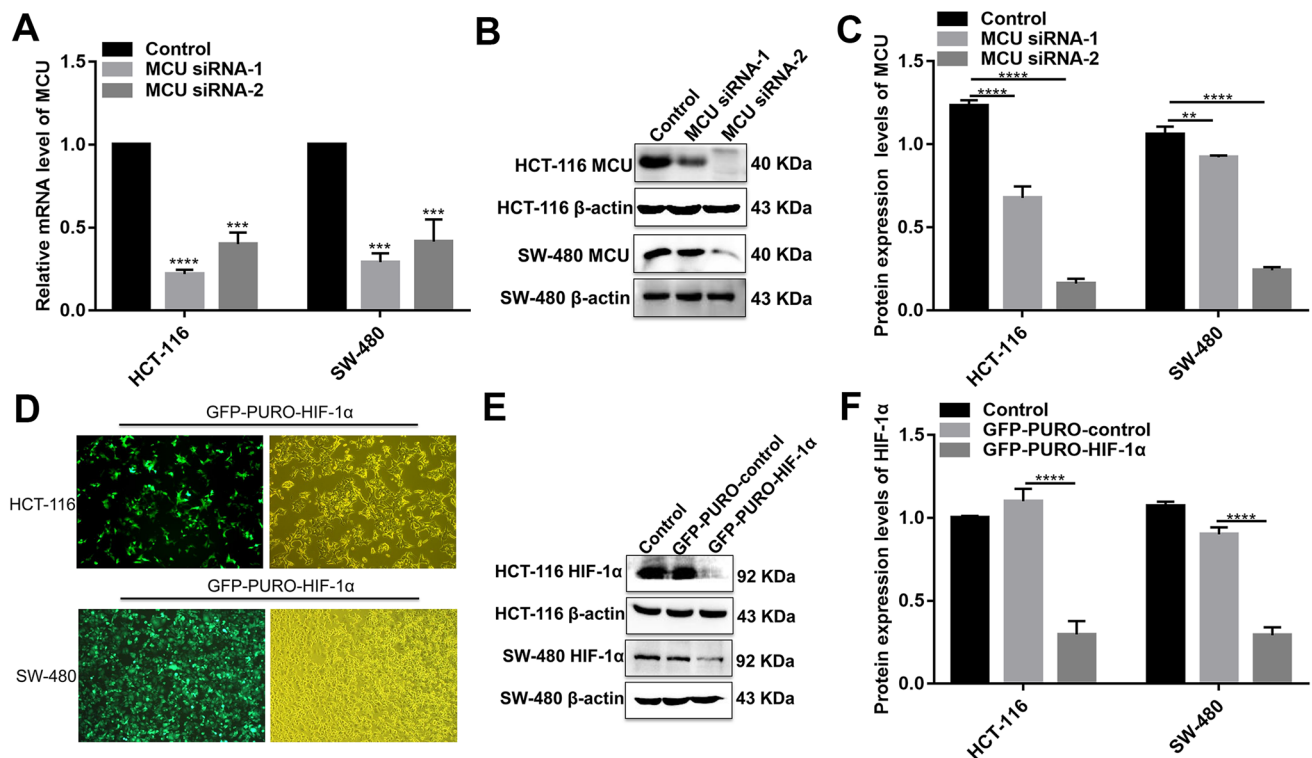 A
Control
MCU siRNA-1
MCU siRNA-2
Relative mRNA level of MCU
1.5
1.0
0.5
0.0
****
***
***
***
HCT-116
SW-480
B
Control
MCU siRNA-1
MCU siRNA-2
HCT-116 MCU
40 KDa
HCT-116 β-actin
43 KDa
SW-480 MCU
40 KDa
SW-480 β-actin
43 KDa
C
Control
MCU siRNA-1
MCU siRNA-2
Protein expression levels of MCU
1.5
1.0
0.5
0.0
****
****
****
**
HCT-116
SW-480
D
GFP-PURO-HIF-1α
HCT-116
GFP-PURO-HIF-1α
SW-480
E
Control
GFP-PURO-control
GFP-PURO-HIF-1α
HCT-116 HIF-1α
92 KDa
HCT-116 β-actin
43 KDa
SW-480 HIF-1α
92 KDa
SW-480 β-actin
43 KDa
F
Control
GFP-PURO-control
GFP-PURO-HIF-1α
Protein expression levels of HIF-1α
1.5
1.0
0.5
0.0
****
****
HCT-116
SW-480